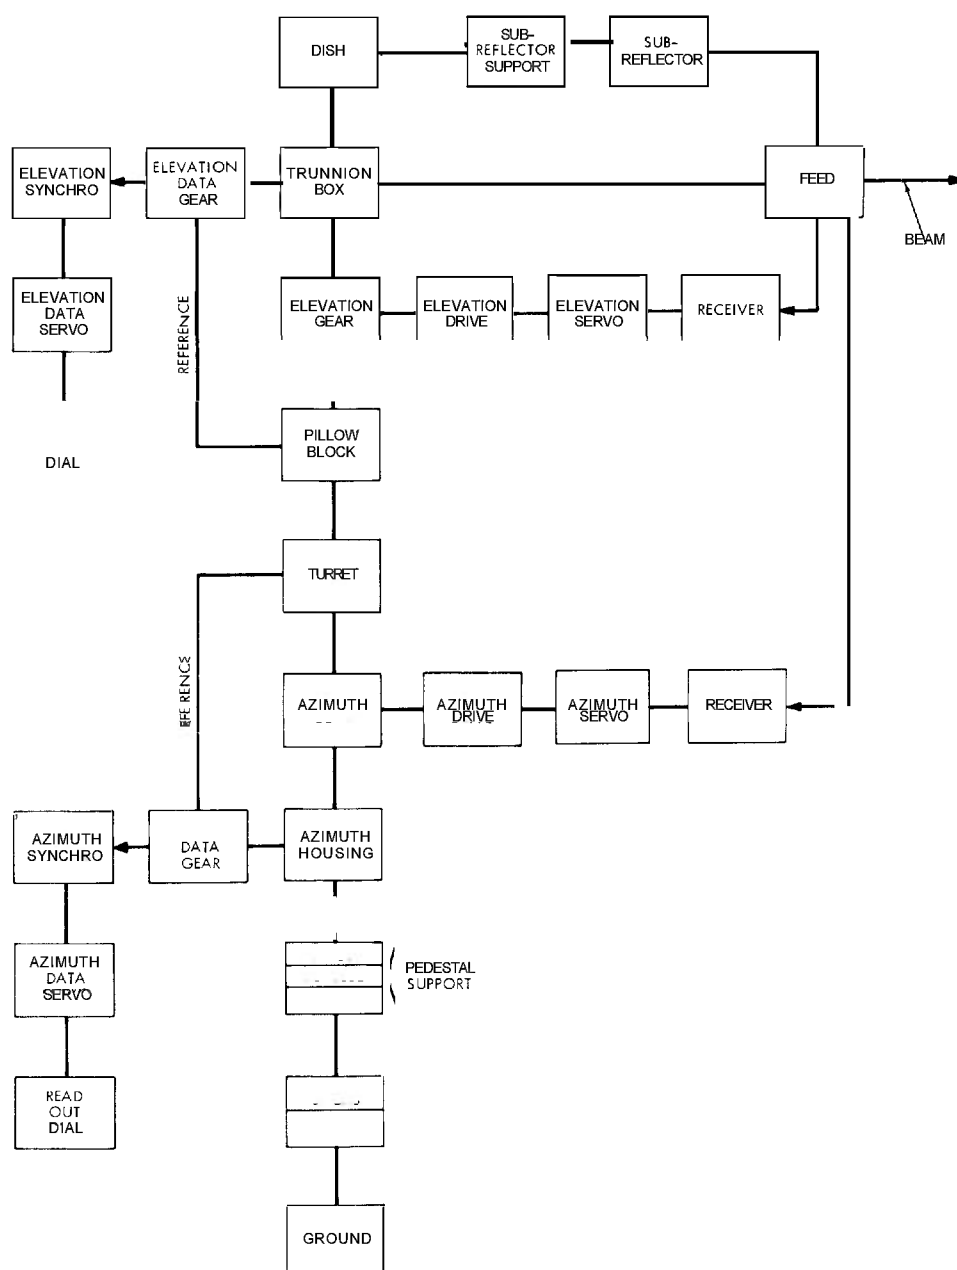 DISH
SUB-
REFLECTOR
SUPPORT
SUB-
REFLECTOR
ELEVATION
SYNCHRO
ELEVATION
DATA
GEAR
TRUNNION
BOX
FEED
BEAM
ELEVATION
DATA
SERVO
REFERENCE
ELEVATION
GEAR
ELEVATION
DRIVE
ELEVATION
SERVO
RECEIVER
DIAL
PILLOW
BLOCK
TURRET
AZIMUTH
AZIMUTH
DRIVE
AZIMUTH
SERVO
RECEIVER
AZIMUTH
SYNCHRO
DATA
GEAR
AZIMUTH
HOUSING
AZIMUTH
DATA
SERVO
PEDESTAL
SUPPORT
READ
OUT
DIAL
GROUND